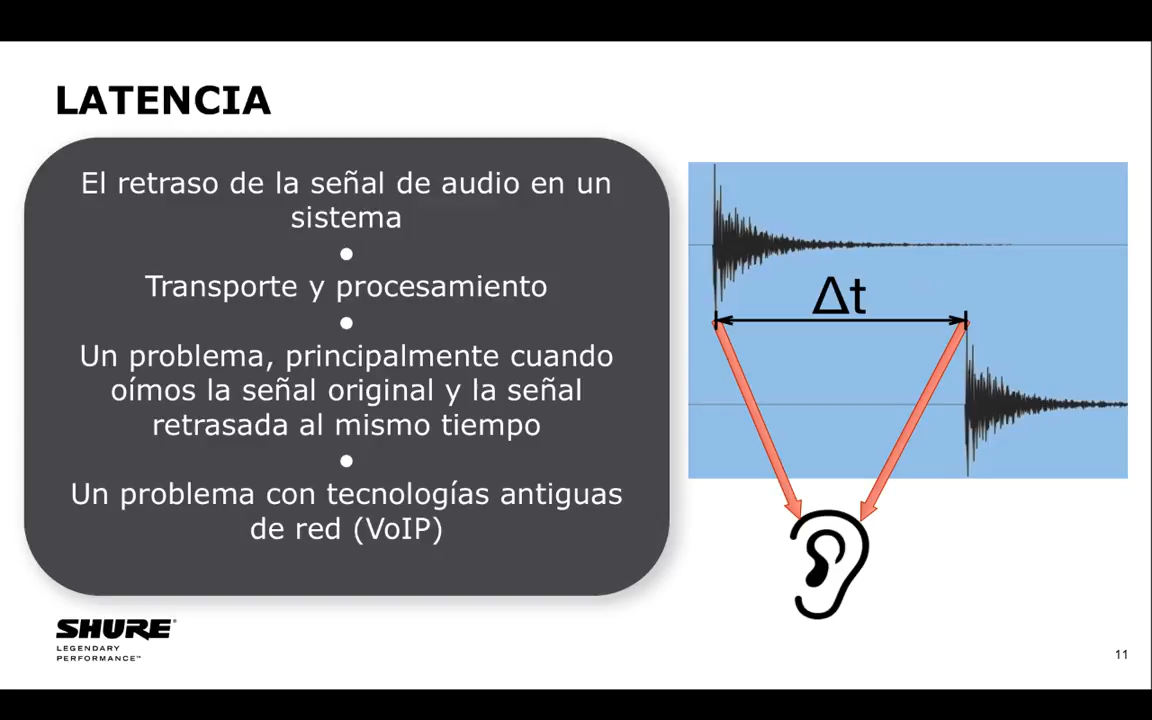 LATENCIA
El retraso de la señal de audio en un
sistema
•
Transporte y procesamiento
•
Un problema, principalmente cuando
oímos la señal original y la señal
retrasada al mismo tiempo
•
Un problema con tecnologías antiguas
de red (VoIP)
Δt
SHURE®
LEGENDARY
PERFORMANCE™
11